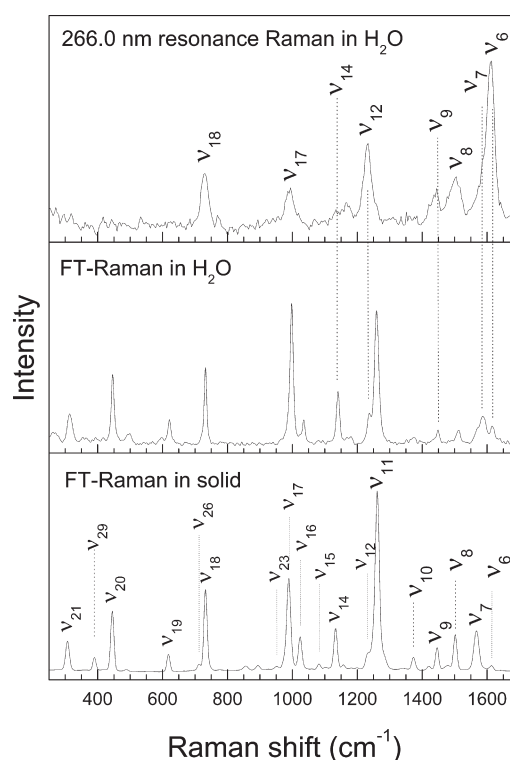 266.0 nm resonance Raman in H₂O
ν₁₈
ν₁₇
ν₁₄
ν₁₂
ν₉
ν₈
ν₇
ν₆
FT-Raman in H₂O
Intensity
FT-Raman in solid
ν₂₁
ν₂₉
ν₂₀
ν₁₉
ν₂₆
ν₁₈
ν₂₃
ν₁₇
ν₁₆
ν₁₅
ν₁₄
ν₁₂
ν₁₁
ν₁₀
ν₉
ν₈
ν₇
ν₆
400 600 800 1000 1200 1400 1600
Raman shift (cm⁻¹)